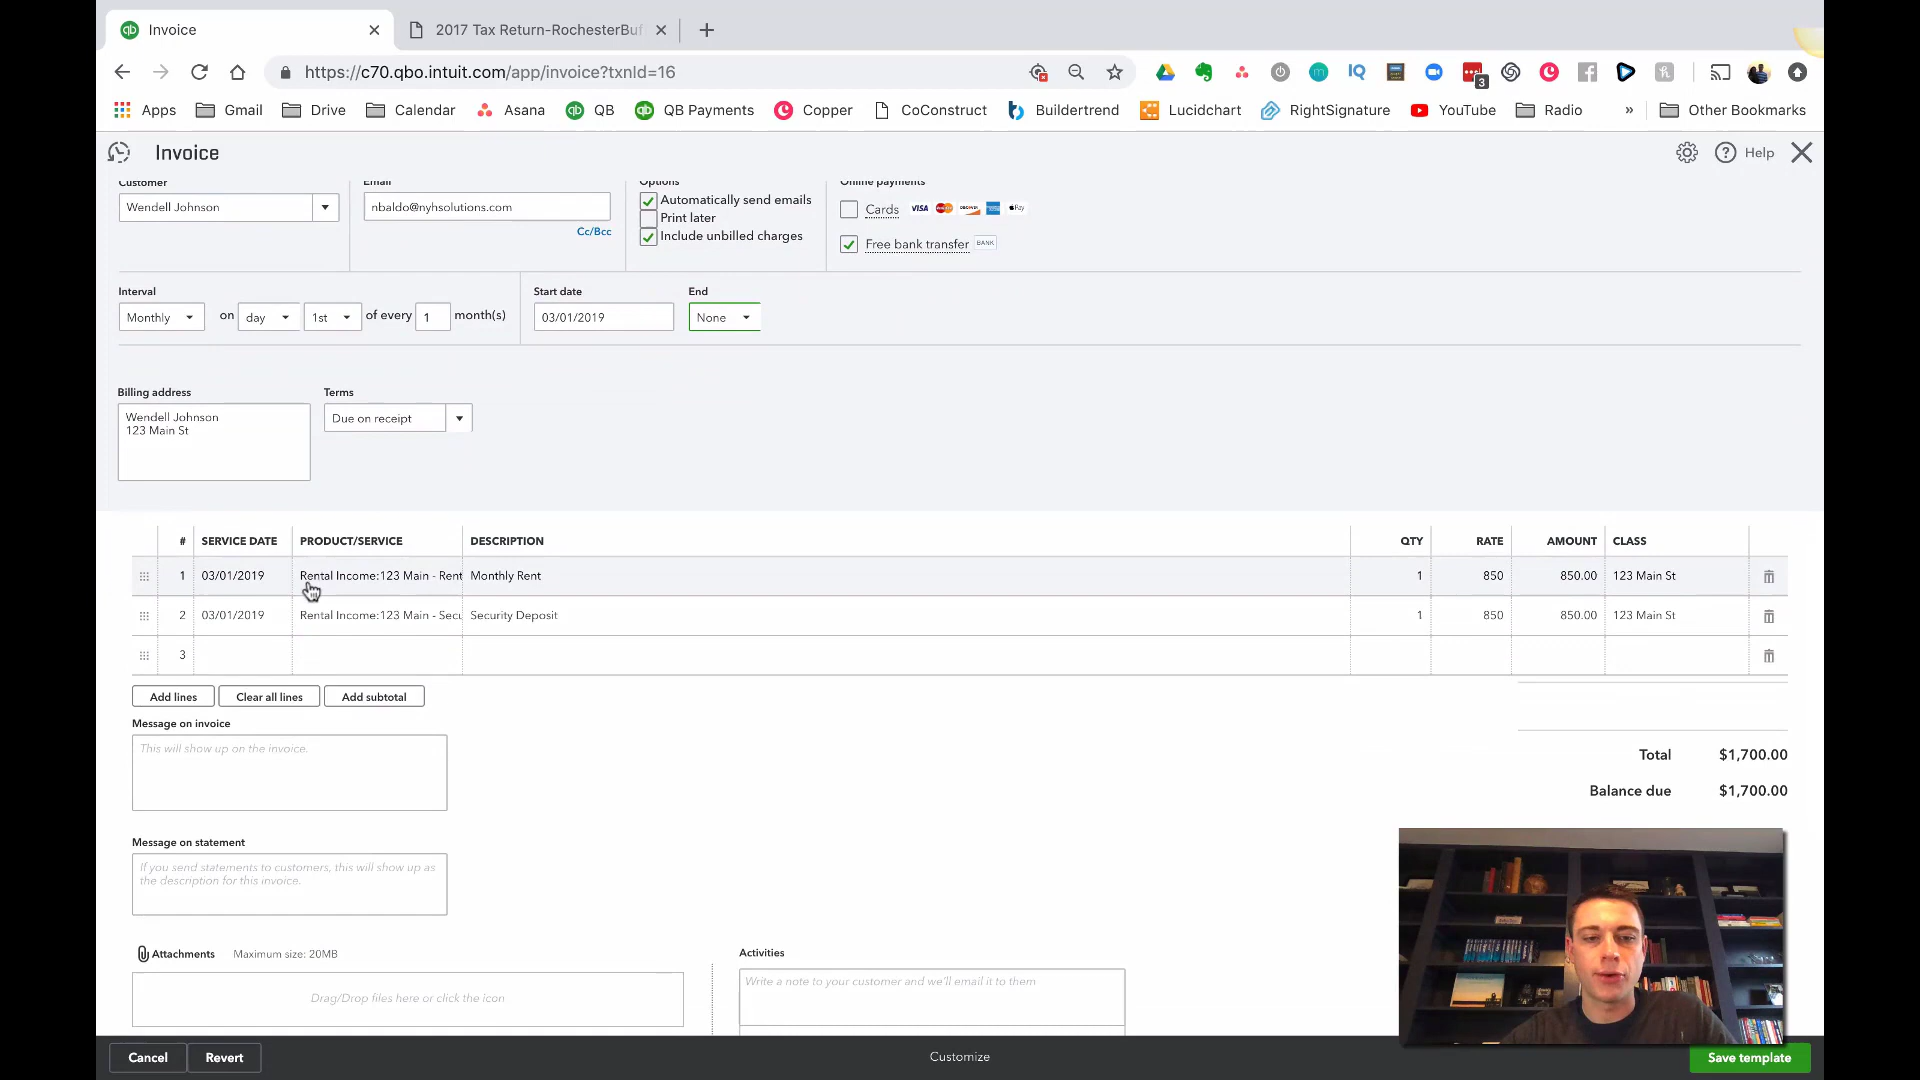 Invoice
2017 Tax Return-RochesterBuf
https://c70.qbo.intuit.com/app/invoice?txnId=16
3
Apps Gmail Drive Calendar Asana QB QB Payments Copper CoConstruct Buildertrend Lucidchart RightSignature YouTube Radio » Other Bookmarks
Invoice
Help
Customer
Wendell Johnson
Email
nbaldo@nyhsolutions.com
Cc/Bcc
Options
Automatically send emails
Print later
Include unbilled charges
Online payments
Cards VISA DISCOVER Pay
Free bank transfer BANK
Interval
Monthly on day 1st of every 1 month(s)
Start date
03/01/2019
End
None
Billing address
Wendell Johnson
123 Main St
Terms
Due on receipt
# SERVICE DATE PRODUCT/SERVICE DESCRIPTION QTY RATE AMOUNT CLASS
1 03/01/2019 Rental Income:123 Main - Rent Monthly Rent 1 850 850.00 123 Main St
2 03/01/2019 Rental Income:123 Main - Secu Security Deposit 1 850 850.00 123 Main St
3
Add lines Clear all lines Add subtotal
Message on invoice
This will show up on the invoice.
Total $1,700.00
Balance due $1,700.00
Message on statement
If you send statements to customers, this will show up as
the description for this invoice.
Attachments Maximum size: 20MB
Drag/Drop files here or click the icon
Activities
Write a note to your customer and we'll email it to them
Cancel Revert Customize Save template